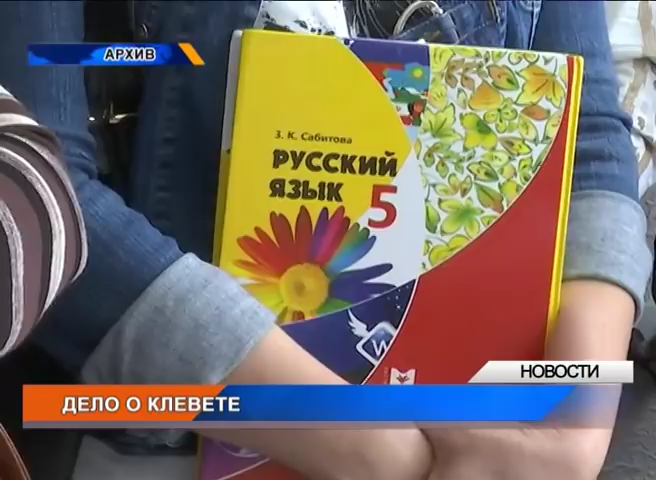 АРХИВ
З. К. Сабитова
РУССКИЙ
ЯЗЫК 5
W
НОВОСТИ
ДЕЛО О КЛЕВЕТЕ